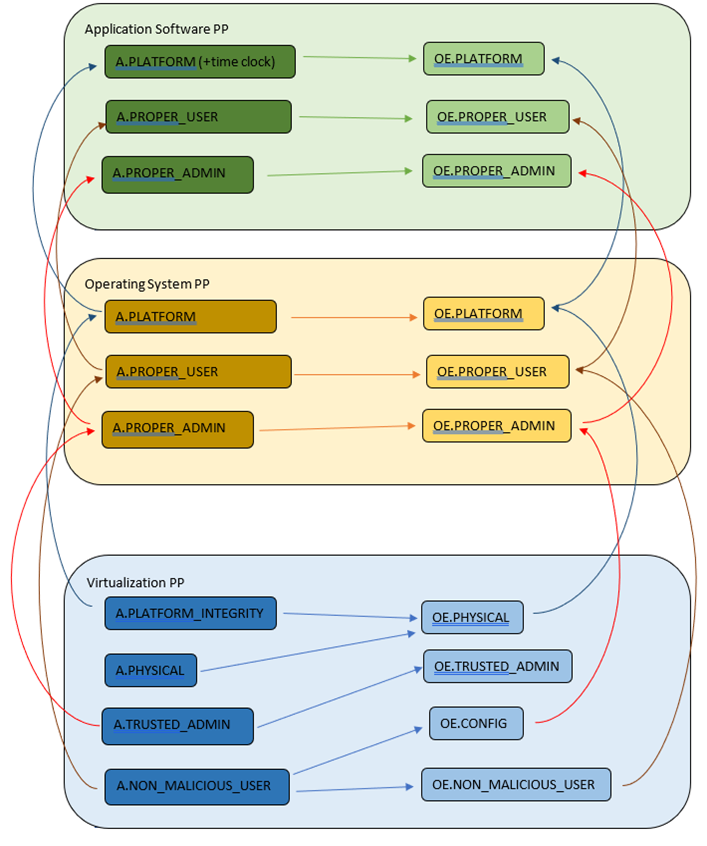 Application Software PP
A.PLATFORM (+time clock)
OE.PLATFORM
A.PROPER_USER
OE.PROPER_USER
A.PROPER_ADMIN
OE.PROPER_ADMIN
Operating System PP
A.PLATFORM
OE.PLATFORM
A.PROPER_USER
OE.PROPER_USER
A.PROPER_ADMIN
OE.PROPER_ADMIN
Virtualization PP
A.PLATFORM_INTEGRITY
OE.PHYSICAL
A.PHYSICAL
OE.TRUSTED_ADMIN
A.TRUSTED_ADMIN
OE.CONFIG
A.NON_MALICIOUS_USER
OE.NON_MALICIOUS_USER